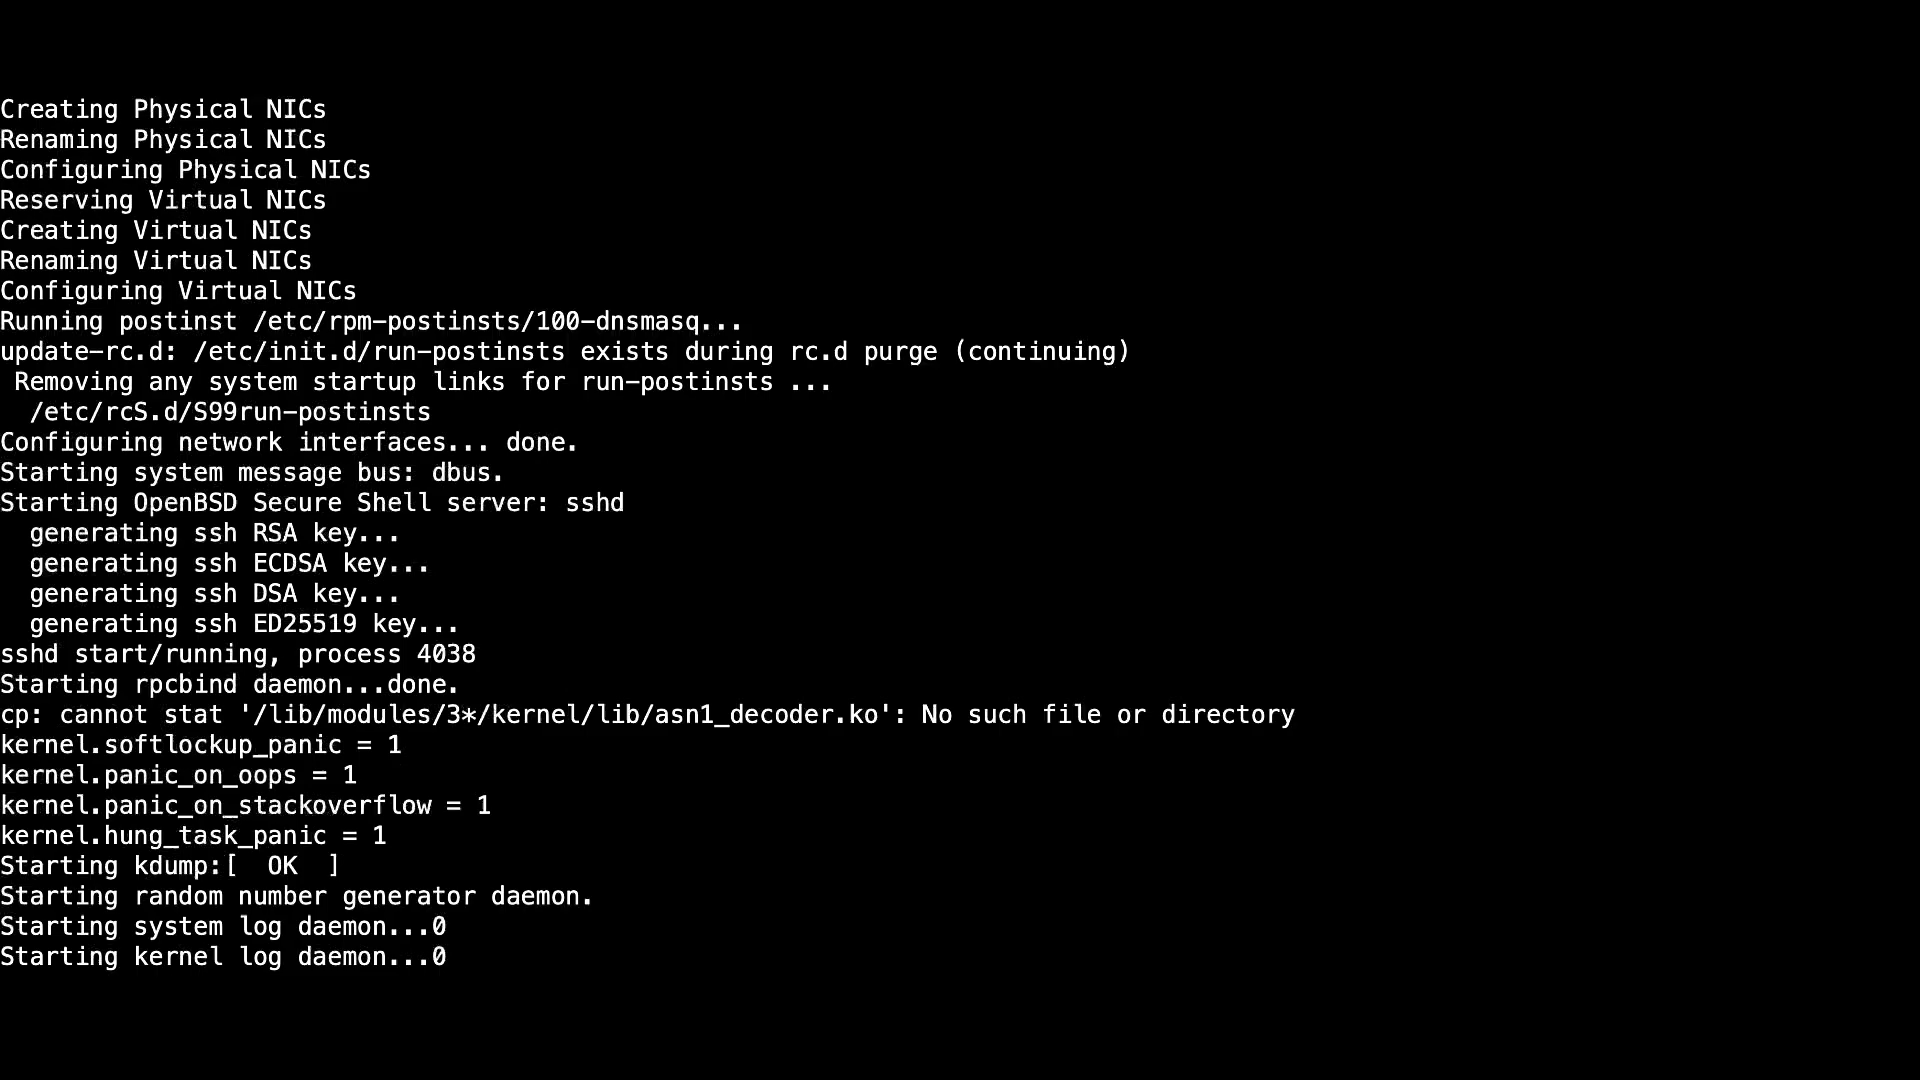 Creating Physical NICs
Renaming Physical NICs
Configuring Physical NICs
Reserving Virtual NICs
Creating Virtual NICs
Renaming Virtual NICs
Configuring Virtual NICs
Running postinst /etc/rpm-postinsts/100-dnsmasq...
update-rc.d: /etc/init.d/run-postinsts exists during rc.d purge (continuing)
 Removing any system startup links for run-postinsts ...
  /etc/rcS.d/S99run-postinsts
Configuring network interfaces... done.
Starting system message bus: dbus.
Starting OpenBSD Secure Shell server: sshd
  generating ssh RSA key...
  generating ssh ECDSA key...
  generating ssh DSA key...
  generating ssh ED25519 key...
sshd start/running, process 4038
Starting rpcbind daemon...done.
cp: cannot stat '/lib/modules/3*/kernel/lib/asn1_decoder.ko': No such file or directory
kernel.softlockup_panic = 1
kernel.panic_on_oops = 1
kernel.panic_on_stackoverflow = 1
kernel.hung_task_panic = 1
Starting kdump:[  OK  ]
Starting random number generator daemon.
Starting system log daemon...0
Starting kernel log daemon...0